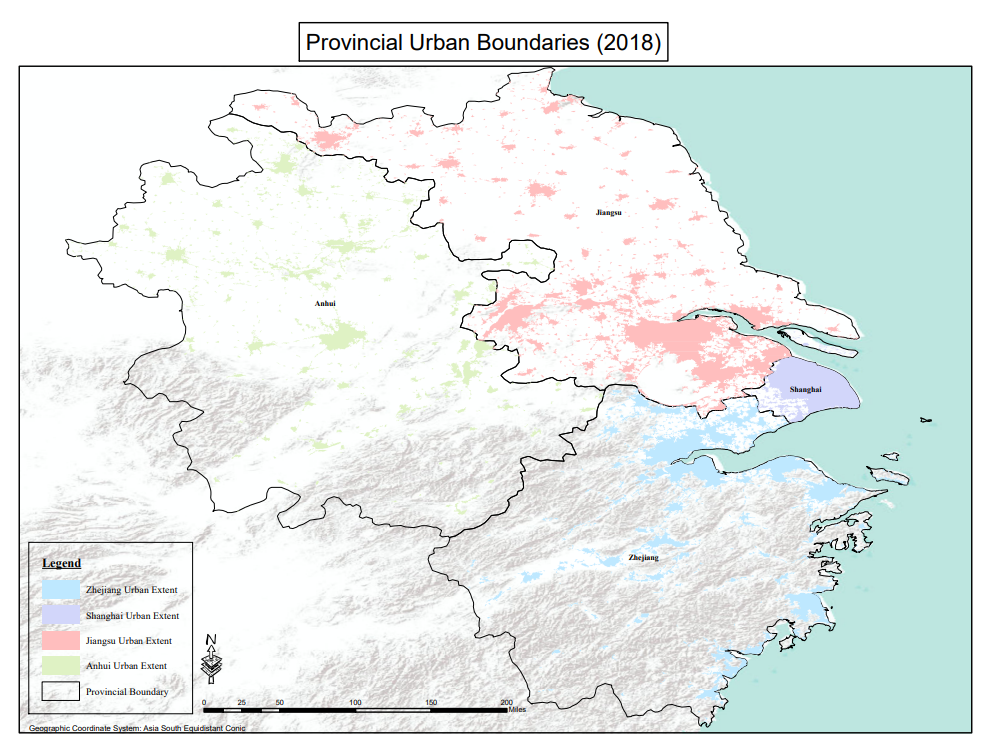 Provincial Urban Boundaries (2018)
Jiangsu
Anhui
Shanghai
Zhejiang
Legend
Zhejiang Urban Extent
Shanghai Urban Extent
Jiangsu Urban Extent
Anhui Urban Extent
Provincial Boundary
N
0 25 50 100 150 200
Miles
Geographic Coordinate System: Asia South Equidistant Conic